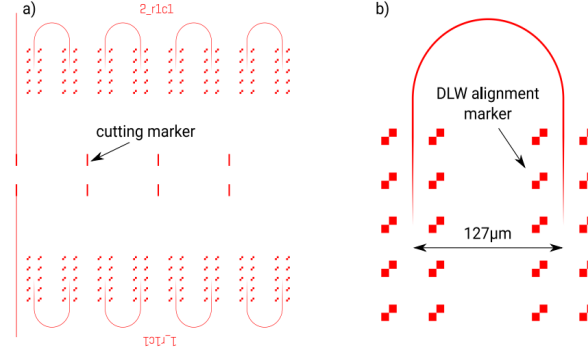 a)
2_r1c1
cutting marker
1_r1c1
b)
DLW alignment
marker
127µm